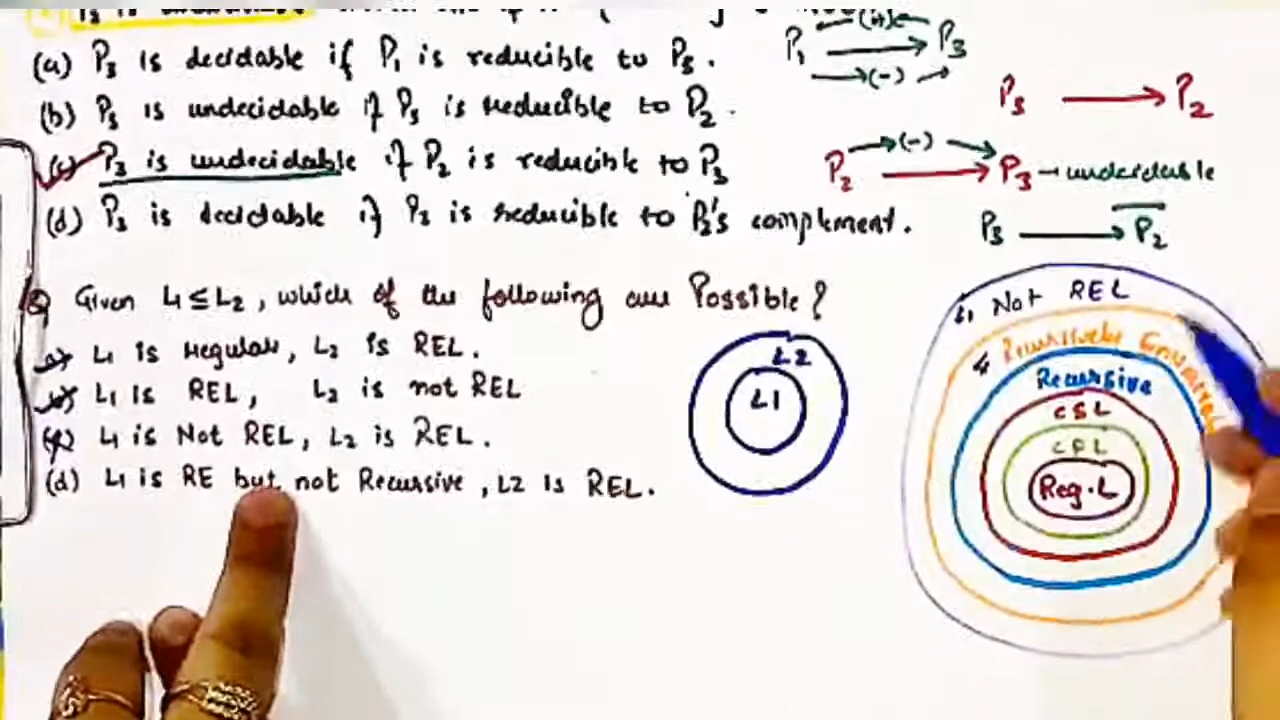 (a) P3 is decidable if P1 is reducible to P3.
(b) P3 is undecidable if P3 is reducible to P2.
(c) P3 is undecidable if P2 is reducible to P3
(d) P3 is decidable if P3 is reducible to P2's complement.
P1 → P3
(-)
P3 → P2
(-)
P2 → P3 → undecidable
P3 → P2
Given L1 ≤ L2, which of the following are Possible?
a) L1 is regular, L2 is REL.
b) L1 is REL, L2 is not REL
(c) L1 is Not REL, L2 is REL.
(d) L1 is RE but not Recursive, L2 is REL.
L2
L1
Not REL
Recursively
Recursive
CSL
CFL
Reg.L